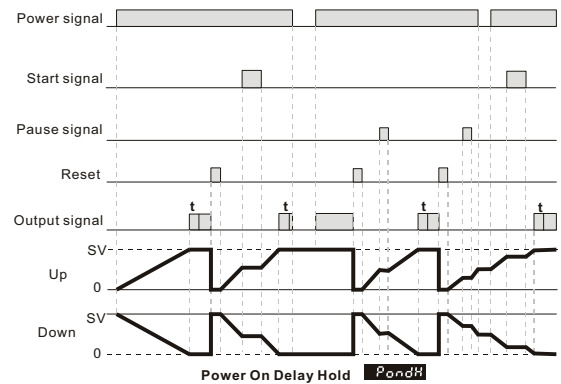 Power signal
Start signal
Pause signal
Reset
t t t t
Output signal
SV
Up
0
SV
Down
0
Power On Delay Hold PondH